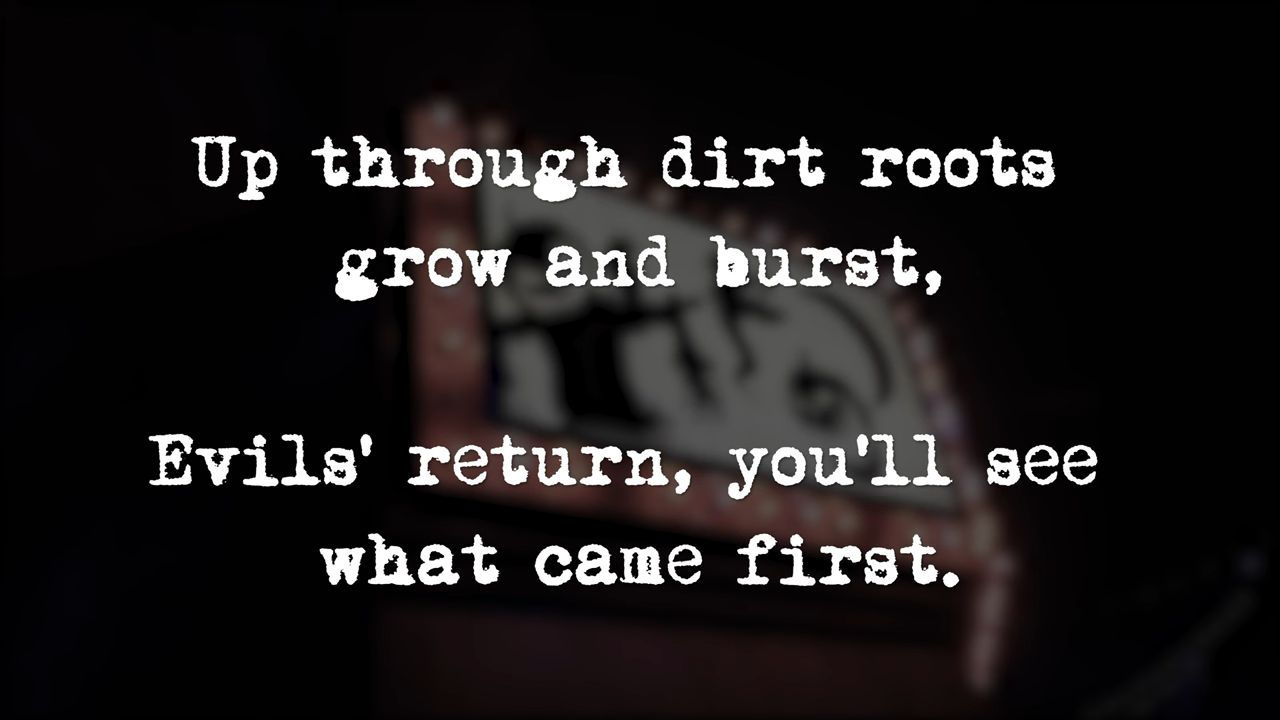 Up through dirt roots
grow and burst,
Evils' return, you'll see
what came first.